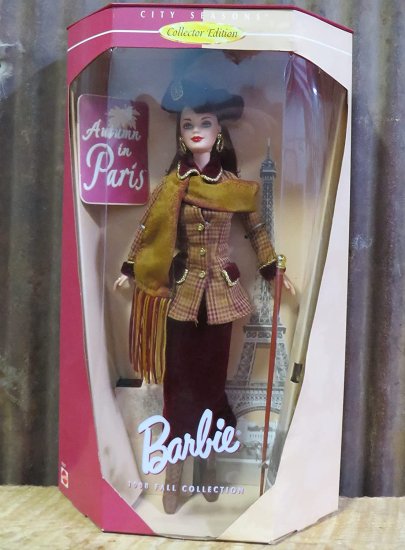 CITY SEASONS
Collector Edition
Autumn
in
Paris
Barbie
1998 FALL COLLECTION